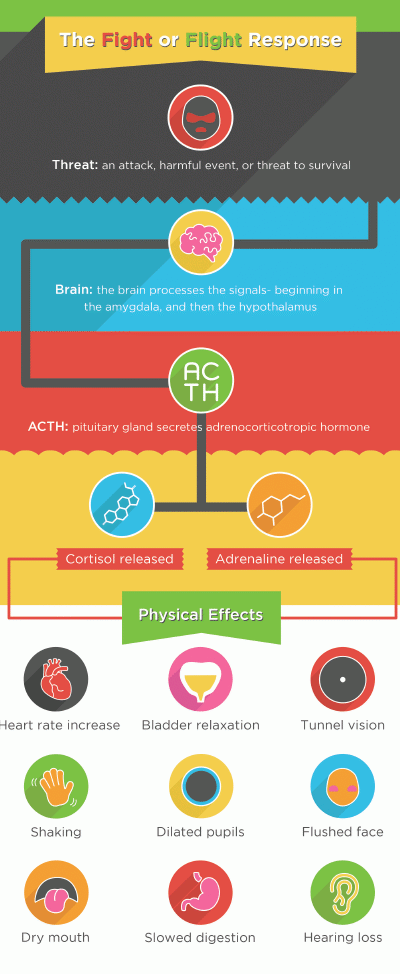 The Fight or Flight Response
Threat: an attack, harmful event, or threat to survival
Brain: the brain processes the signals- beginning in
the amygdala, and then the hypothalamus
AC
TH
ACTH: pituitary gland secretes adrenocorticotropic hormone
Cortisol released
Adrenaline released
Physical Effects
Heart rate increase
Bladder relaxation
Tunnel vision
Shaking
Dilated pupils
Flushed face
Dry mouth
Slowed digestion
Hearing loss